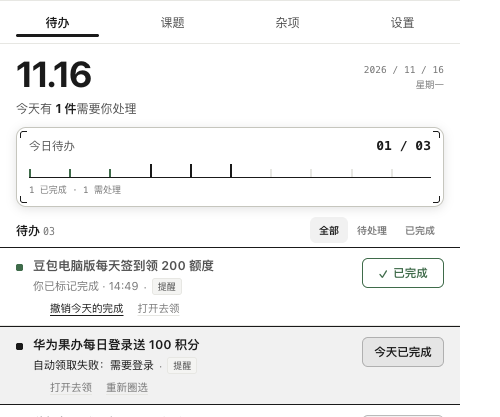 待办 课题 杂项 设置
11.16 2026 / 11 / 16
星期一
今天有 1 件需要你处理
今日待办 01 / 03
1 已完成 · 1 需处理
待办 03 全部 待处理 已完成
豆包电脑版每天签到领 200 额度
✓ 已完成
你已标记完成 · 14:49 · 提醒
撤销今天的完成 打开去领
华为果办每日登录送 100 积分
今天已完成
自动领取失败：需要登录 · 提醒
打开去领 重新圈选